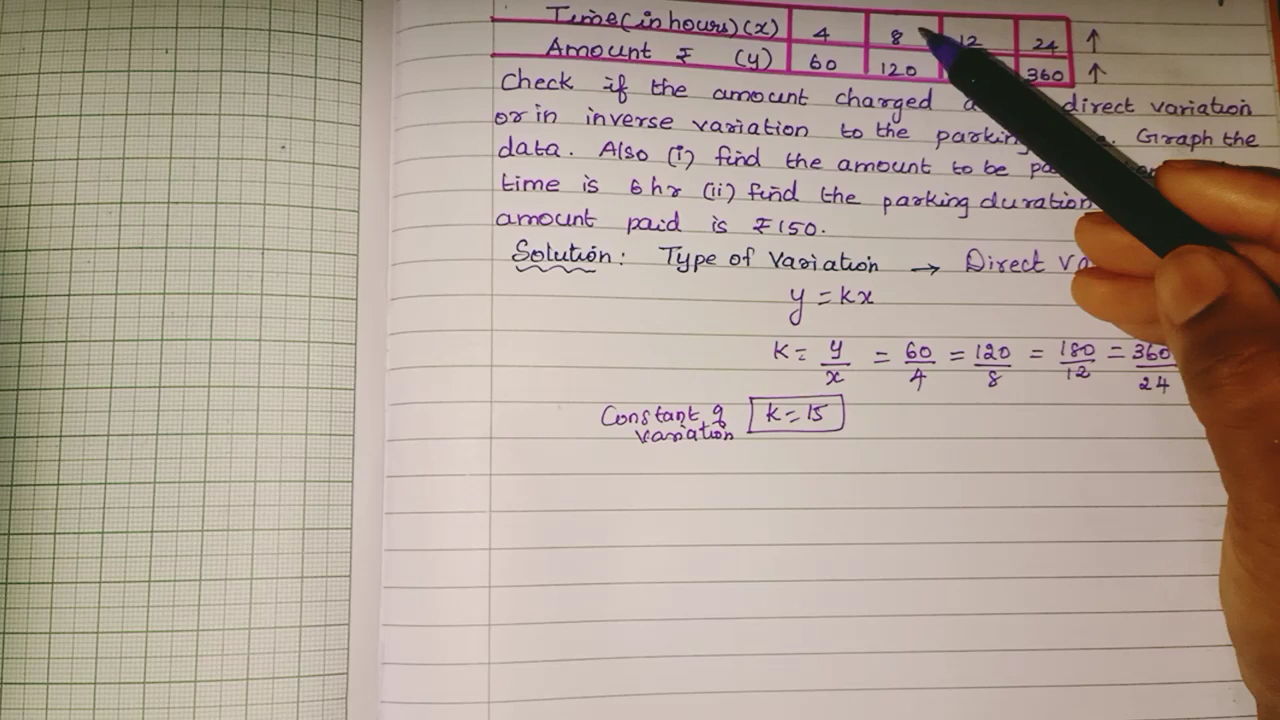 Time (in hours) (x) 4 8 12 24 ↑
Amount ₹ (y) 60 120 360 ↑
Check if the amount charged direct variation
or in inverse variation to the parking Graph the
data. Also (i) find the amount to be
time is 6 hr (ii) find the parking duration
amount paid is ₹150.
Solution: Type of Variation → Direct
y = kx
K = y/x = 60/4 = 120/8 = 180/12 = 360/24
Constant of
variation k = 15